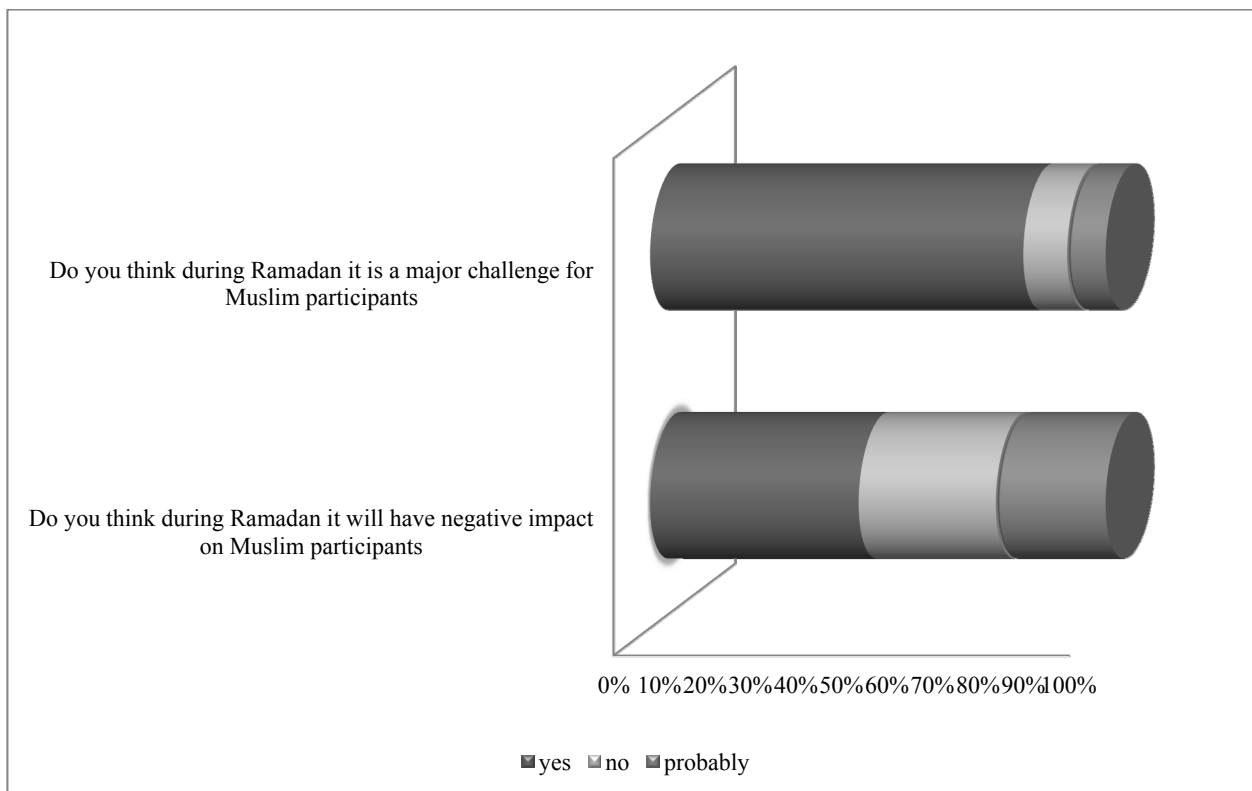 Do you think during Ramadan it is a major challenge for
Muslim participants
Do you think during Ramadan it will have negative impact
on Muslim participants
0% 10% 20% 30% 40% 50% 60% 70% 80% 90% 100%
yes no probably